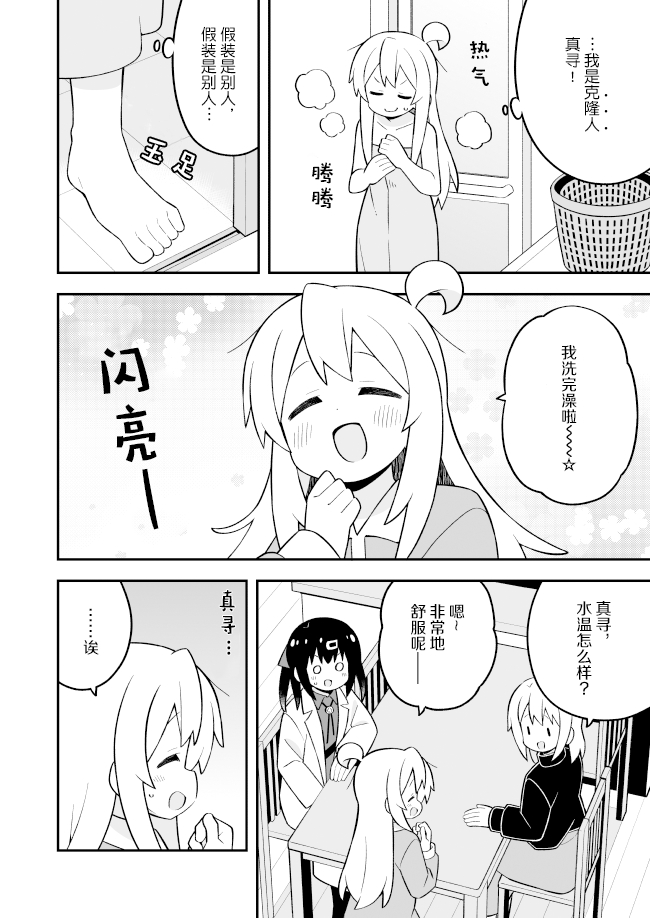 …我是克隆人
真寻！
热气
腾腾
假装是别人，
假装是别人…
玉足
我洗完澡啦～～～☆
闪亮——
真寻，
水温怎么样？
嗯~
非常地
舒服呢——
真寻…
……诶